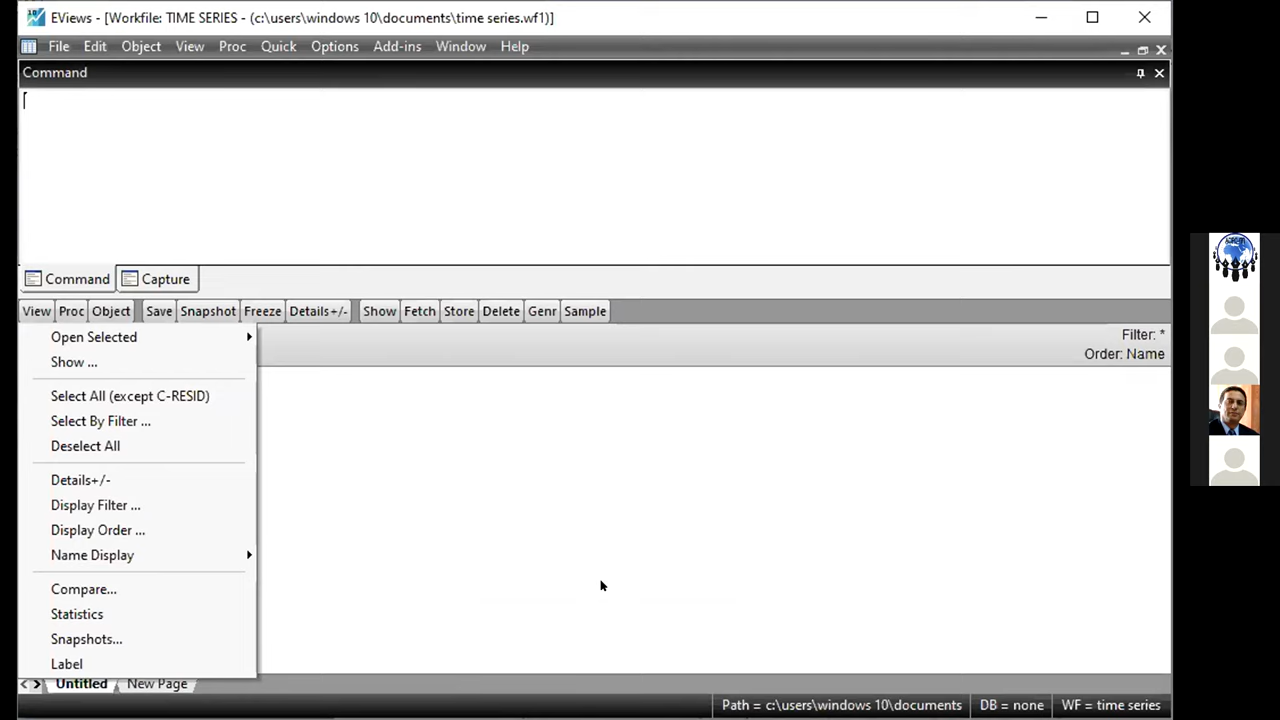 EViews - [Workfile: TIME SERIES - (c:\users\windows 10\documents\time series.wf1)]
File Edit Object View Proc Quick Options Add-ins Window Help
Command
Command Capture
View Proc Object Save Snapshot Freeze Details+/- Show Fetch Store Delete Genr Sample
Filter: *
Order: Name
Open Selected
Show ...
Select All (except C-RESID)
Select By Filter ...
Deselect All
Details+/-
Display Filter ...
Display Order ...
Name Display
Compare...
Statistics
Snapshots...
Label
Untitled New Page
Path = c:\users\windows 10\documents DB = none WF = time series